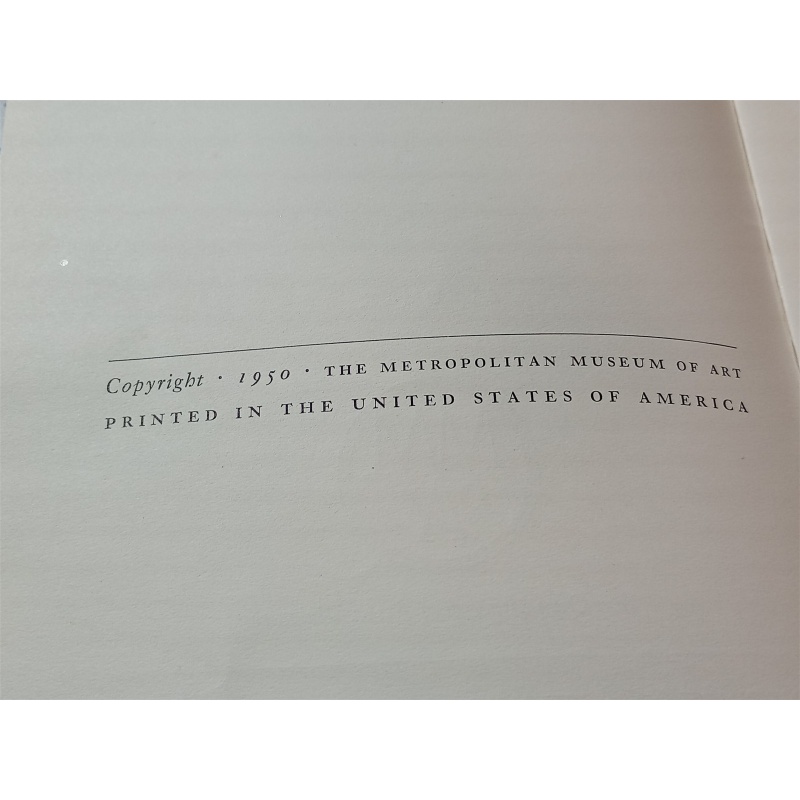 Copyright · 1950 · THE METROPOLITAN MUSEUM OF ART
PRINTED IN THE UNITED STATES OF AMERICA